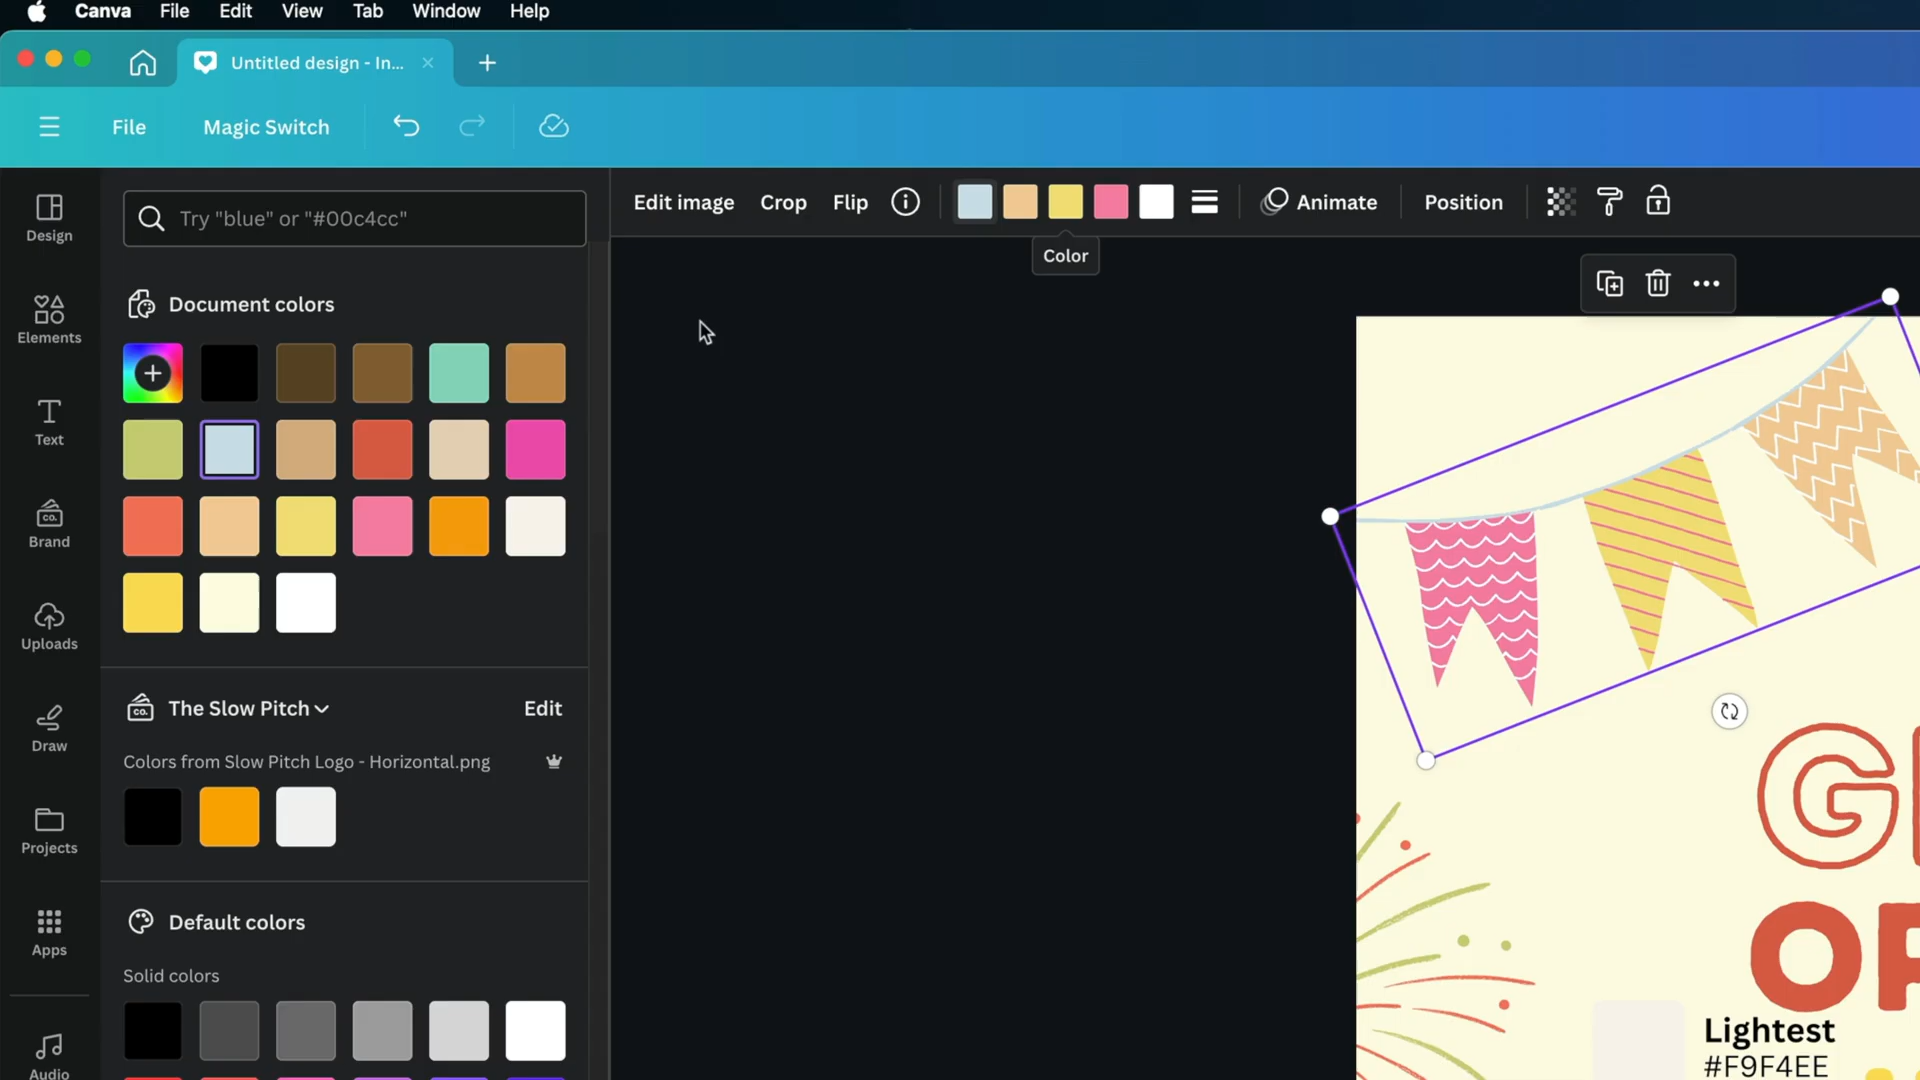 Canva File Edit View Tab Window Help
Untitled design - In...
File Magic Switch
Edit image Crop Flip Animate Position
Try "blue" or "#00c4cc"
Color
Design
Elements
Text
Brand
Uploads
Draw
Projects
Apps
Audio
Document colors
The Slow Pitch Edit
Colors from Slow Pitch Logo - Horizontal.png
Default colors
Solid colors
G
OP
Lightest
#F9F4EE